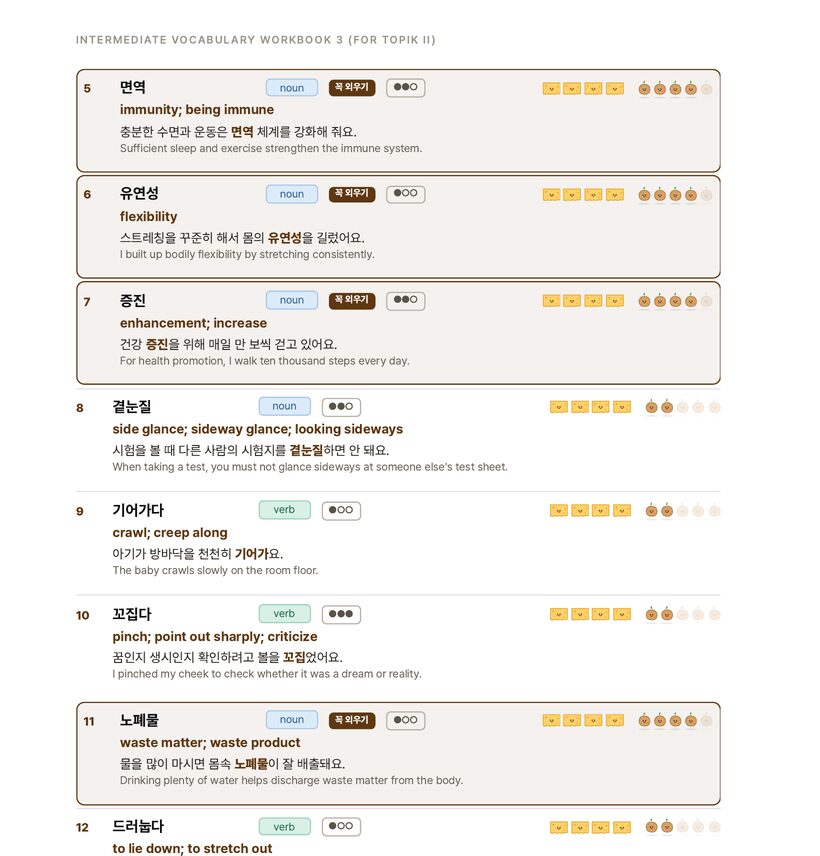 INTERMEDIATE VOCABULARY WORKBOOK 3 (FOR TOPIK II)
5 면역 noun 꼭 외우기
immunity; being immune
충분한 수면과 운동은 면역 체계를 강화해 줘요.
Sufficient sleep and exercise strengthen the immune system.
6 유연성 noun 꼭 외우기
flexibility
스트레칭을 꾸준히 해서 몸의 유연성을 길렀어요.
I built up bodily flexibility by stretching consistently.
7 증진 noun 꼭 외우기
enhancement; increase
건강 증진을 위해 매일 만 보씩 걷고 있어요.
For health promotion, I walk ten thousand steps every day.
8 곁눈질 noun
side glance; sideway glance; looking sideways
시험을 볼 때 다른 사람의 시험지를 곁눈질하면 안 돼요.
When taking a test, you must not glance sideways at someone else's test sheet.
9 기어가다 verb
crawl; creep along
아기가 방바닥을 천천히 기어가요.
The baby crawls slowly on the room floor.
10 꼬집다 verb
pinch; point out sharply; criticize
꿈인지 생시인지 확인하려고 볼을 꼬집었어요.
I pinched my cheek to check whether it was a dream or reality.
11 노폐물 noun 꼭 외우기
waste matter; waste product
물을 많이 마시면 몸속 노폐물이 잘 배출돼요.
Drinking plenty of water helps discharge waste matter from the body.
12 드러눕다 verb
to lie down; to stretch out